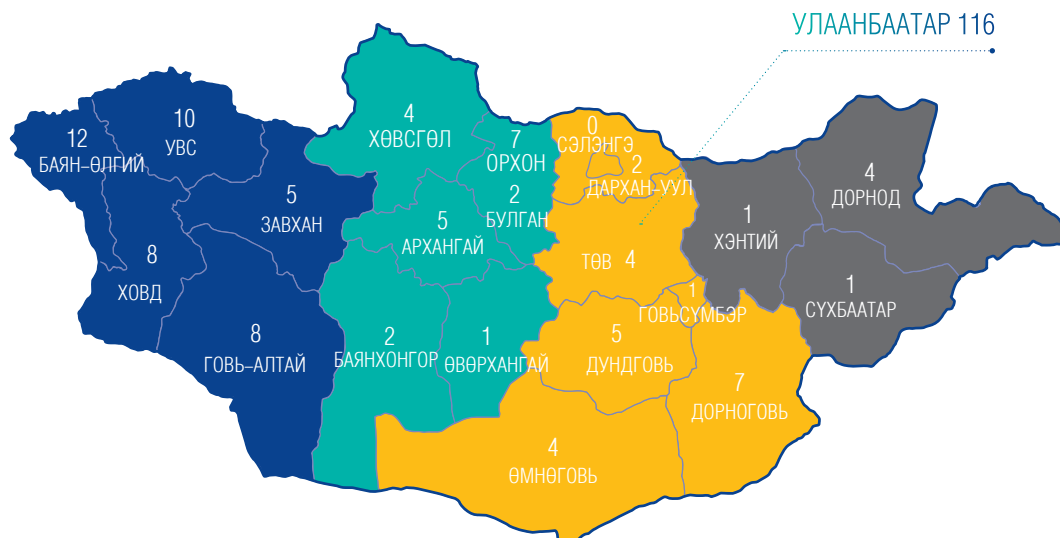 УЛААНБААТАР 116
12
БАЯН–ӨЛГИЙ
10
УВС
5
ЗАВХАН
8
ХОВД
8
ГОВЬ–АЛТАЙ
4
ХӨВСГӨЛ
7
ОРХОН
2
БУЛГАН
5
АРХАНГАЙ
2
БАЯНХОНГОР
1
ӨВӨРХАНГАЙ
0
СЭЛЭНГЭ
2
ДАРХАН–УУЛ
ТӨВ 4
1
ГОВЬСҮМБЭР
5
ДУНДГОВЬ
7
ДОРНОГОВЬ
4
ӨМНӨГОВЬ
1
ХЭНТИЙ
4
ДОРНОД
1
СҮХБААТАР